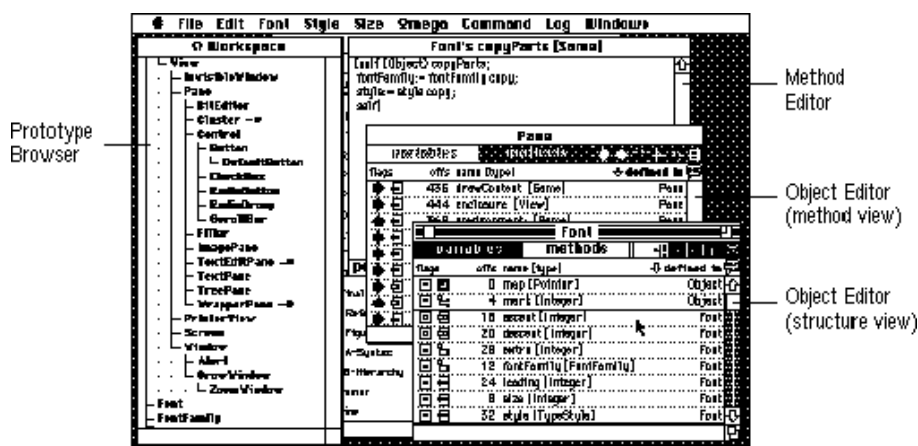 File Edit Font Style Size Omega Command Log Windows
Ω Workspace
View
InvisibleWindow
Pane
BitEditor
Cluster
Control
Button
DefaultButton
CheckBox
RadioButton
RadioGroup
ScrollBar
Filler
ImagePane
TextEditPane
TextPane
TreePane
WrapperPane
PrinterView
Screen
Window
Alert
GrowWindow
ZoomWindow
Font
FontFamily
Font's copyParts [Same]
[self (Object) copyParts;
fontFamily:= fontFamily copy;
style:= style copy;
self]
Pane
variables methods
flags offs name [type] defined in
436 drawContent [Same] Pane
444 enclosure [View] Pane
Font
variables methods
flags offs name [type] defined in
0 map [Pointer] Object
4 mark [Integer] Object
16 ascent [Integer] Font
20 descent [Integer] Font
28 extra [Integer] Font
12 fontFamily [FontFamily] Font
24 leading [Integer] Font
8 size [Integer] Font
32 style [TypeStyle] Font
A-Syntax
B-Hierarchy
Prototype
Browser
Method
Editor
Object Editor
(method view)
Object Editor
(structure view)